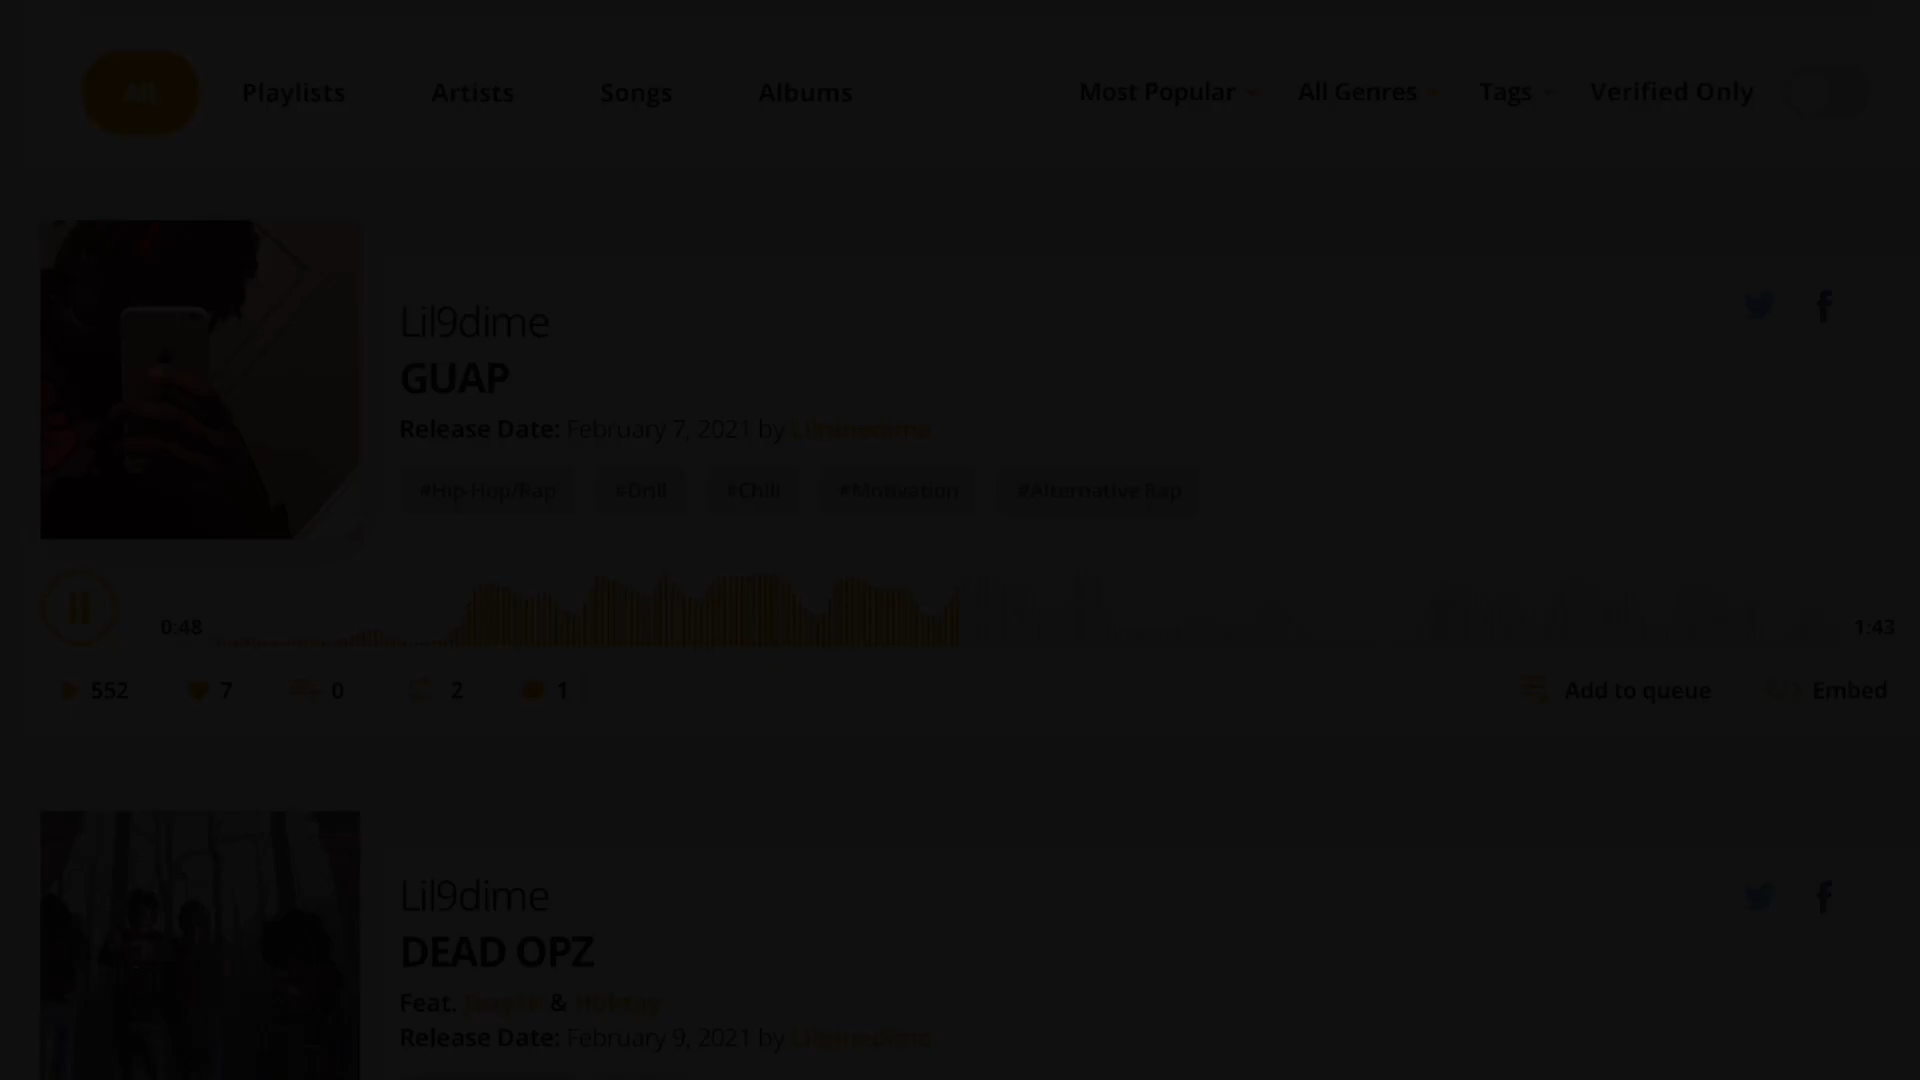 All Playlists Artists Songs Albums Most Popular All Genres Tags Verified Only
Lil9dime
GUAP
Release Date: February 7, 2021 by
#Hip-Hop/Rap #Drill #Chill #Motivation #Alternative Rap
0:48 1:43
552 7 0 2 1 Add to queue Embed
Lil9dime
DEAD OPZ
Feat. &
Release Date: February 9, 2021 by